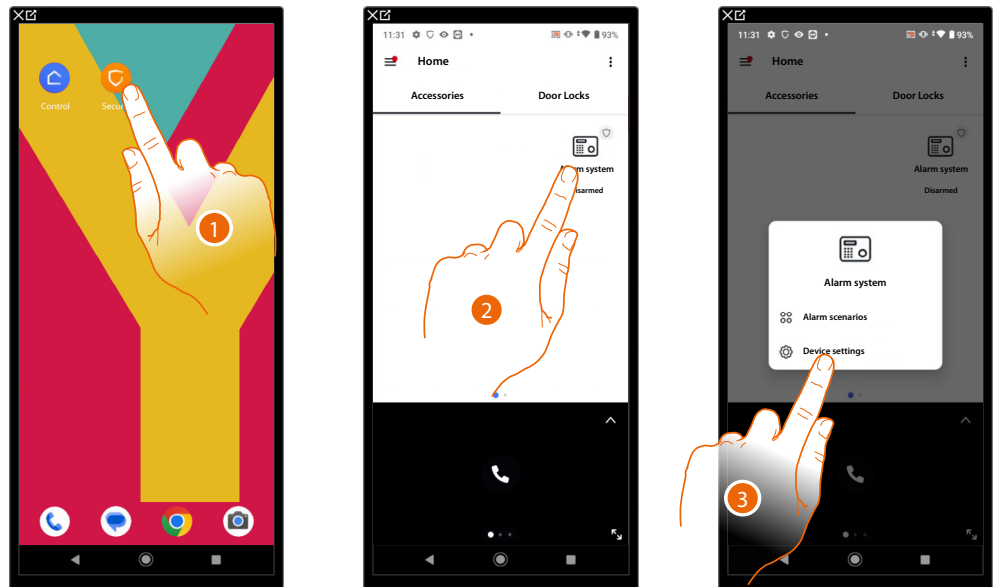 Control
Secur
1
11:31
93%
Home
Accessories
Door Locks
Alarm system
isarmed
2
11:31
93%
Home
Accessories
Door Locks
Alarm system
Disarmed
Alarm system
Alarm scenarios
Device settings
3